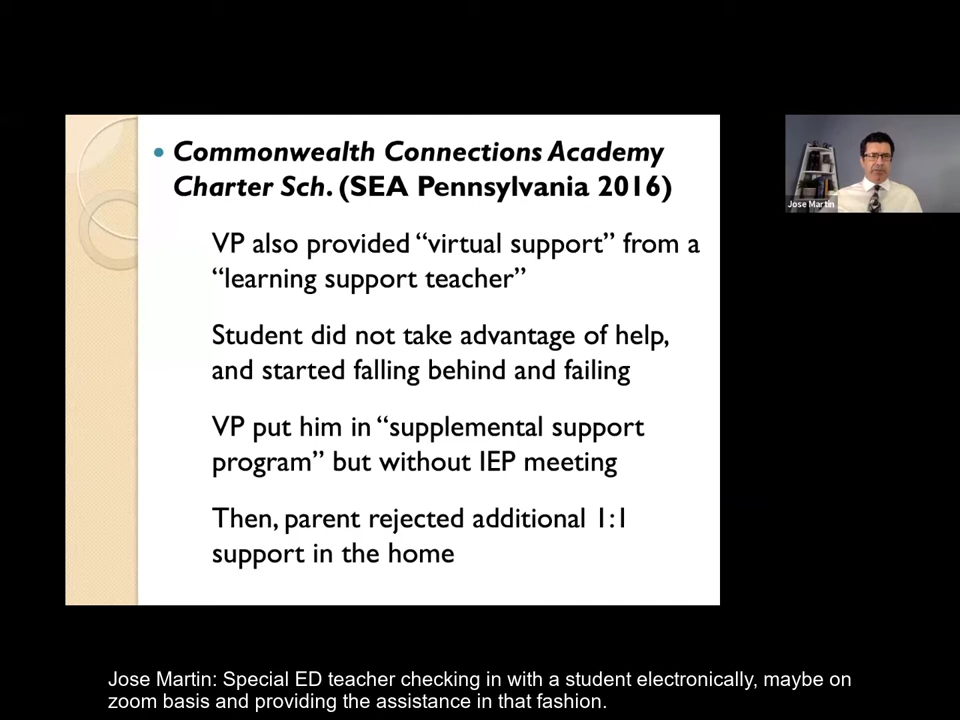 Commonwealth Connections Academy
Charter Sch. (SEA Pennsylvania 2016)
VP also provided “virtual support” from a
“learning support teacher”
Student did not take advantage of help,
and started falling behind and failing
VP put him in “supplemental support
program” but without IEP meeting
Then, parent rejected additional 1:1
support in the home
Jose Martin
Jose Martin: Special ED teacher checking in with a student electronically, maybe on
zoom basis and providing the assistance in that fashion.